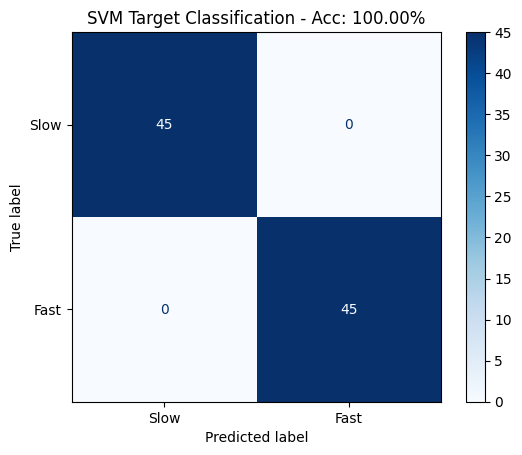 SVM Target Classification - Acc: 100.00%
True label
Slow
45
0
Fast
0
45
Slow
Fast
Predicted label
45
40
35
30
25
20
15
10
5
0